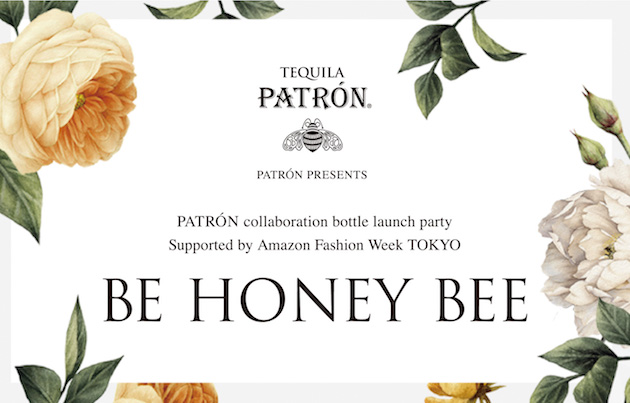 TEQUILA
PATRÓN®
PATRÓN PRESENTS
PATRÓN collaboration bottle launch party
Supported by Amazon Fashion Week TOKYO
BE HONEY BEE